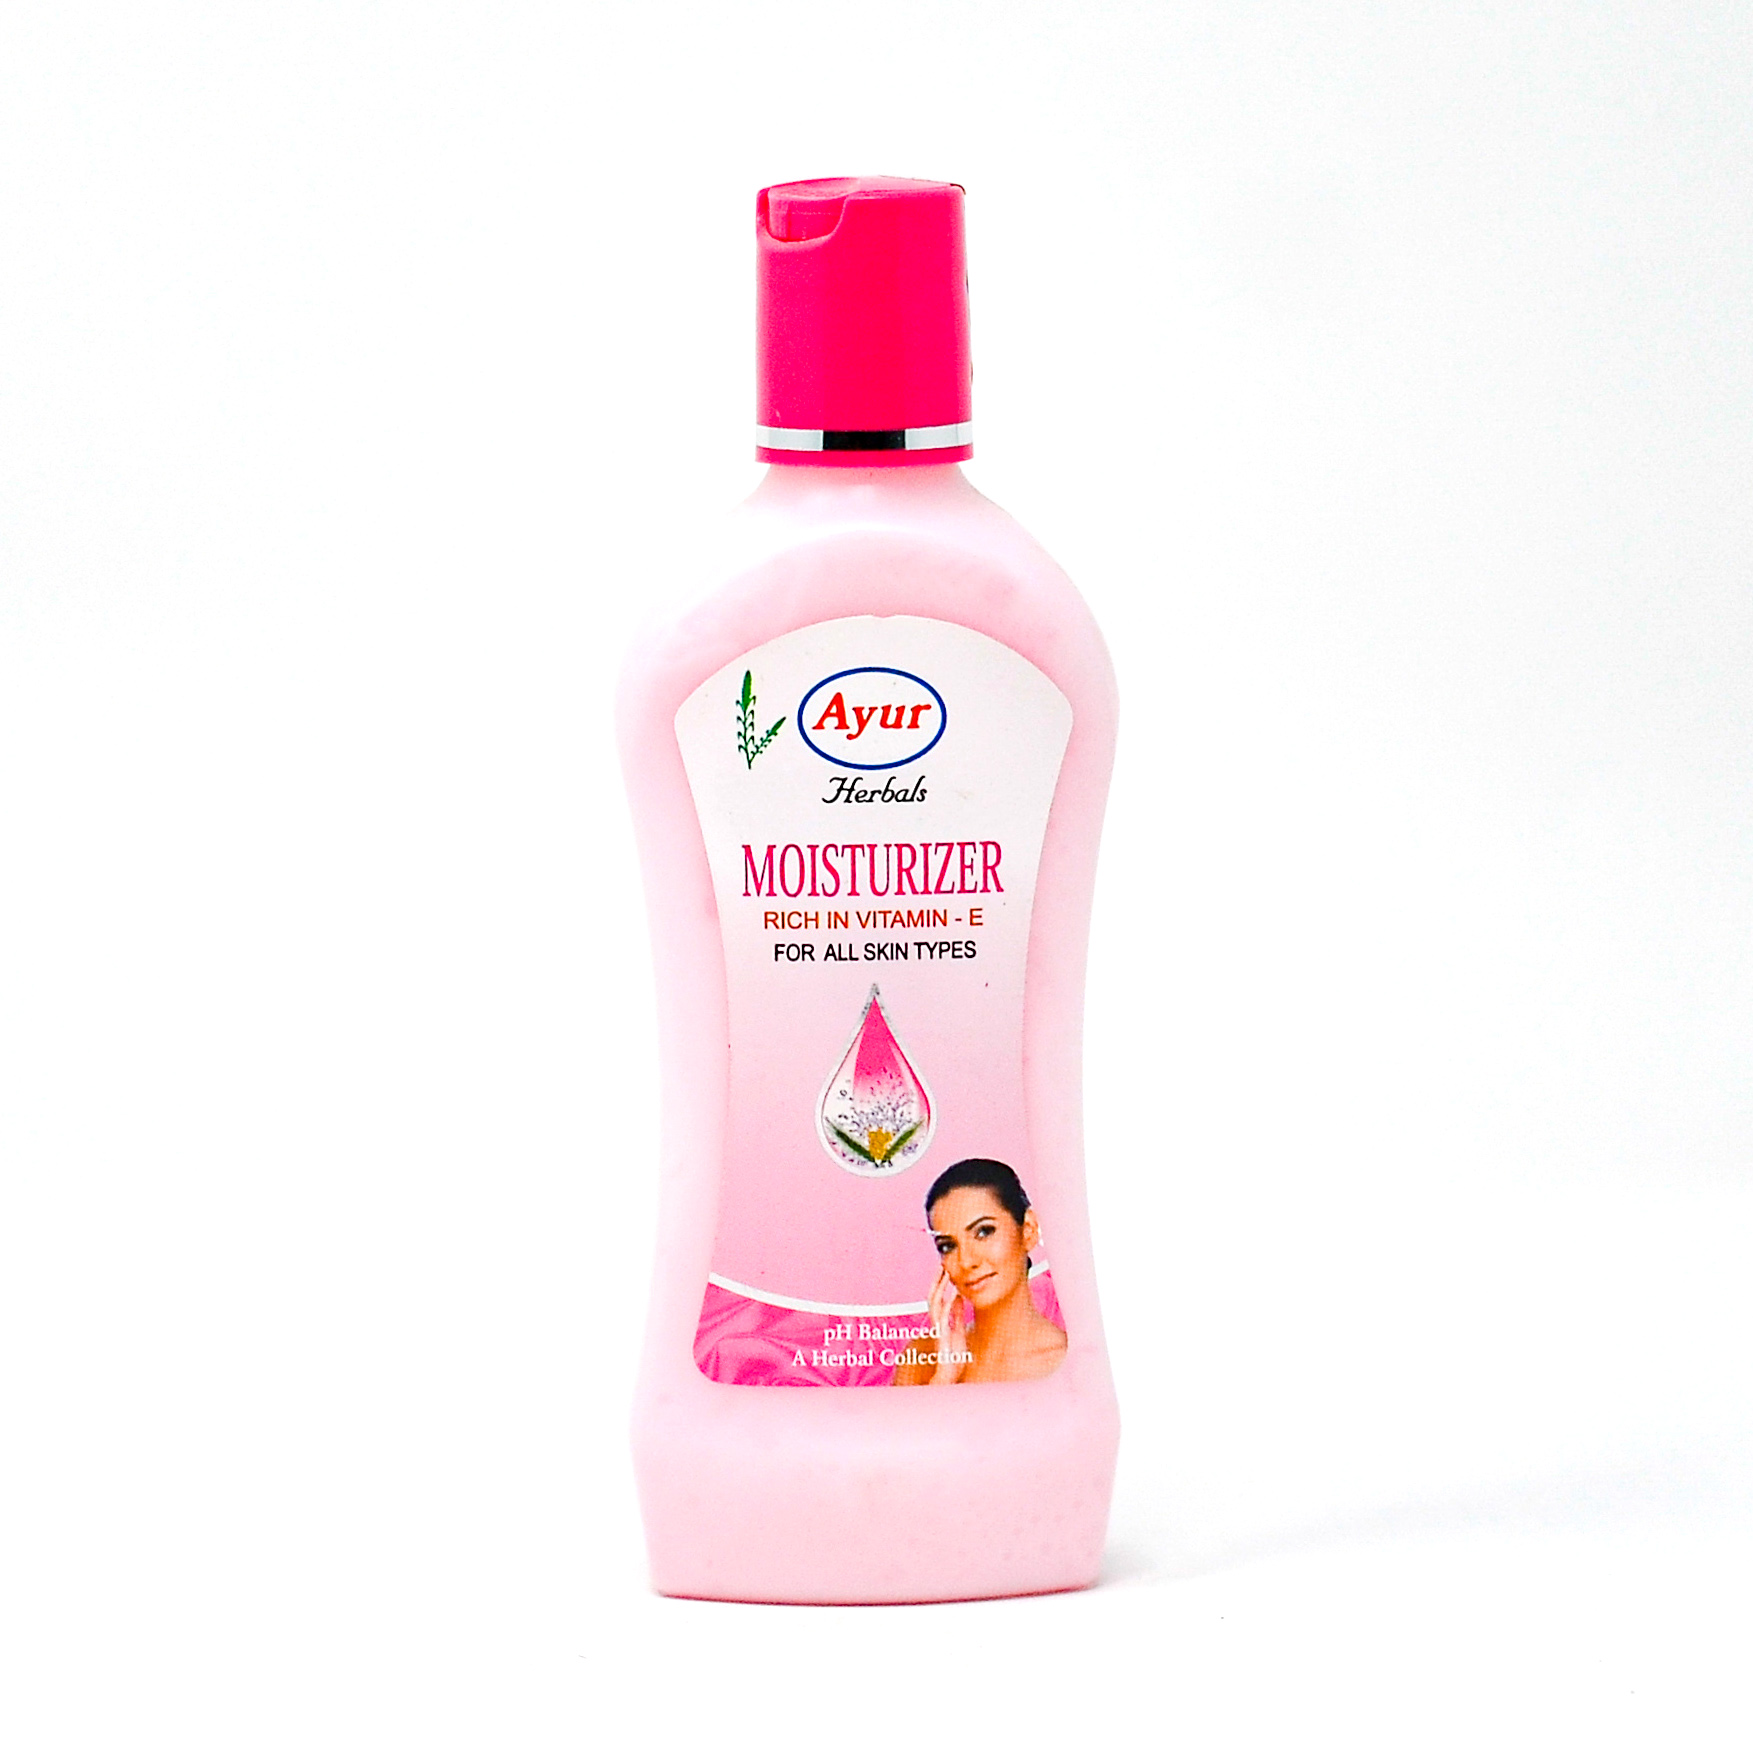 Ayur
Herbals
MOISTURIZER
RICH IN VITAMIN - E
FOR ALL SKIN TYPES
pH Balanced
A Herbal Collection